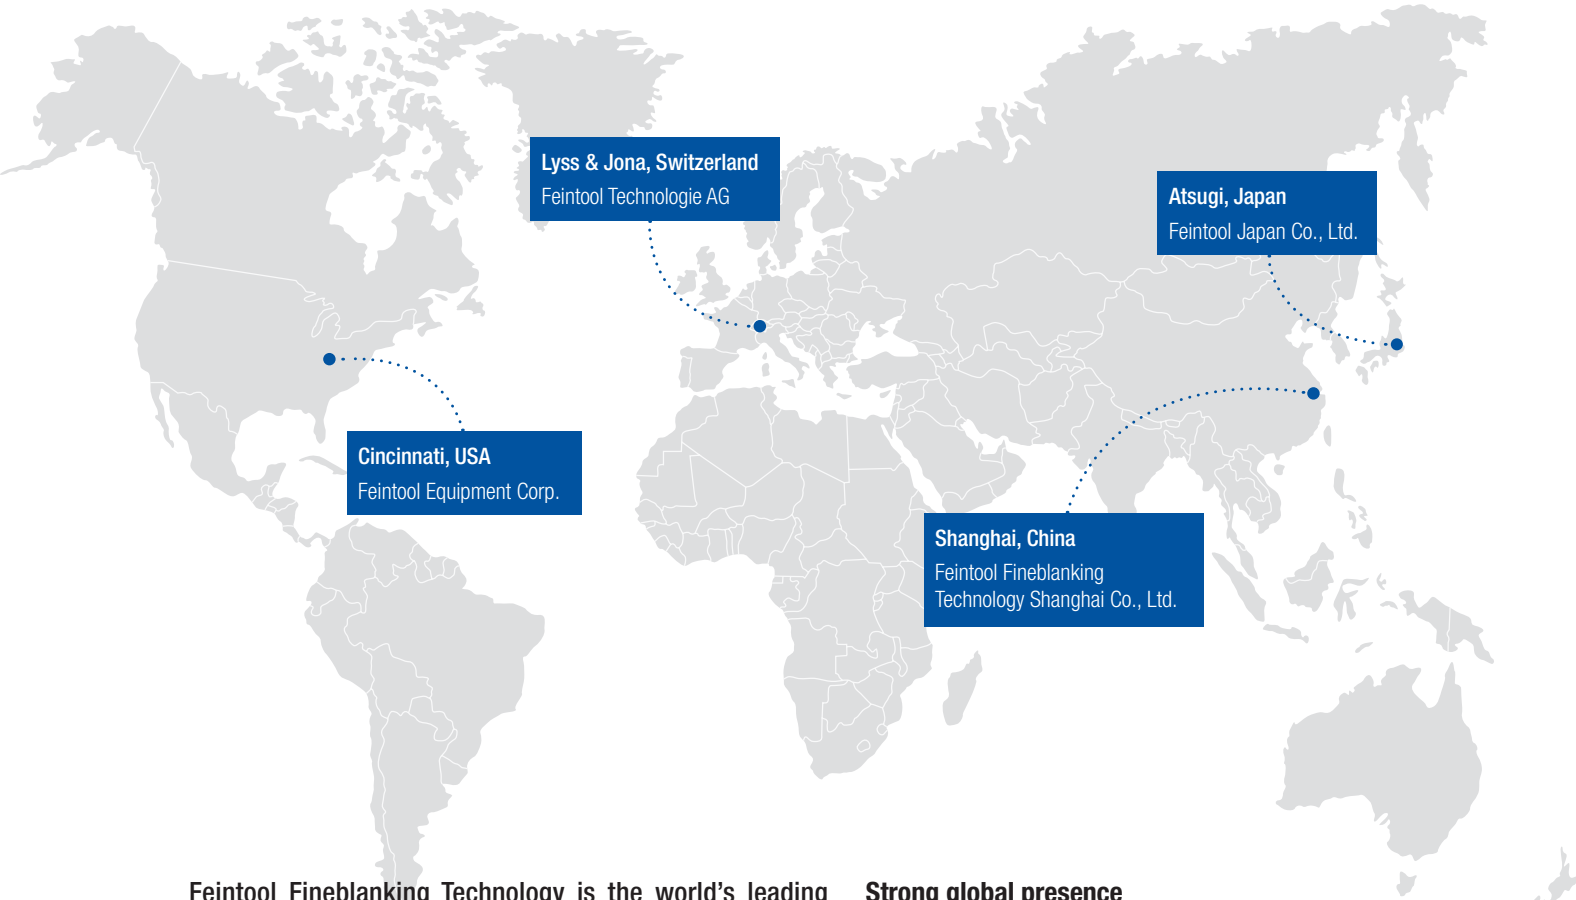 Lyss & Jona, Switzerland
Feintool Technologie AG
Atsugi, Japan
Feintool Japan Co., Ltd.
Cincinnati, USA
Feintool Equipment Corp.
Shanghai, China
Feintool Fineblanking
Technology Shanghai Co., Ltd.
Feintool Fineblanking Technology is the world's leading
Strong global presence